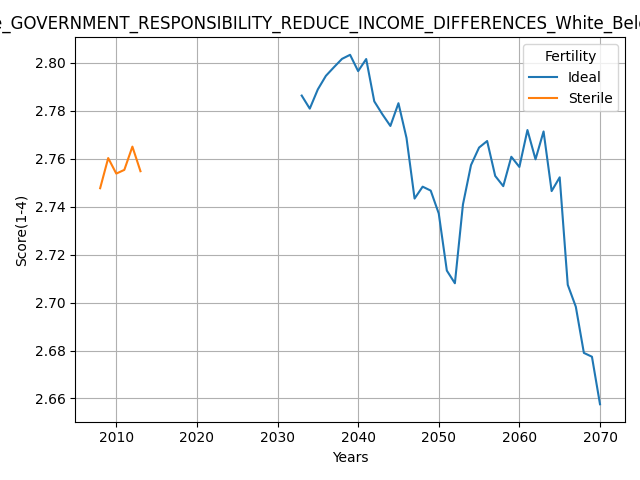 _GOVERNMENT_RESPONSIBILITY_REDUCE_INCOME_DIFFERENCES_White_
Fertility
Ideal
Sterile
Score(1-4)
2.80
2.78
2.76
2.74
2.72
2.70
2.68
2.66
2010 2020 2030 2040 2050 2060 2070
Years